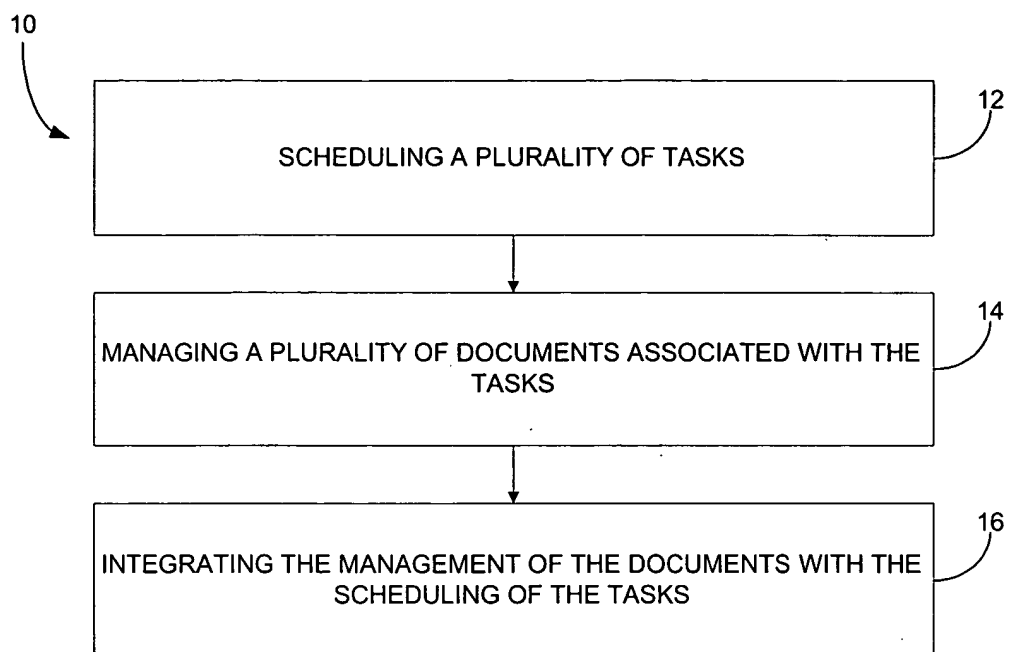 10
12
SCHEDULING A PLURALITY OF TASKS
14
MANAGING A PLURALITY OF DOCUMENTS ASSOCIATED WITH THE
TASKS
16
INTEGRATING THE MANAGEMENT OF THE DOCUMENTS WITH THE
SCHEDULING OF THE TASKS